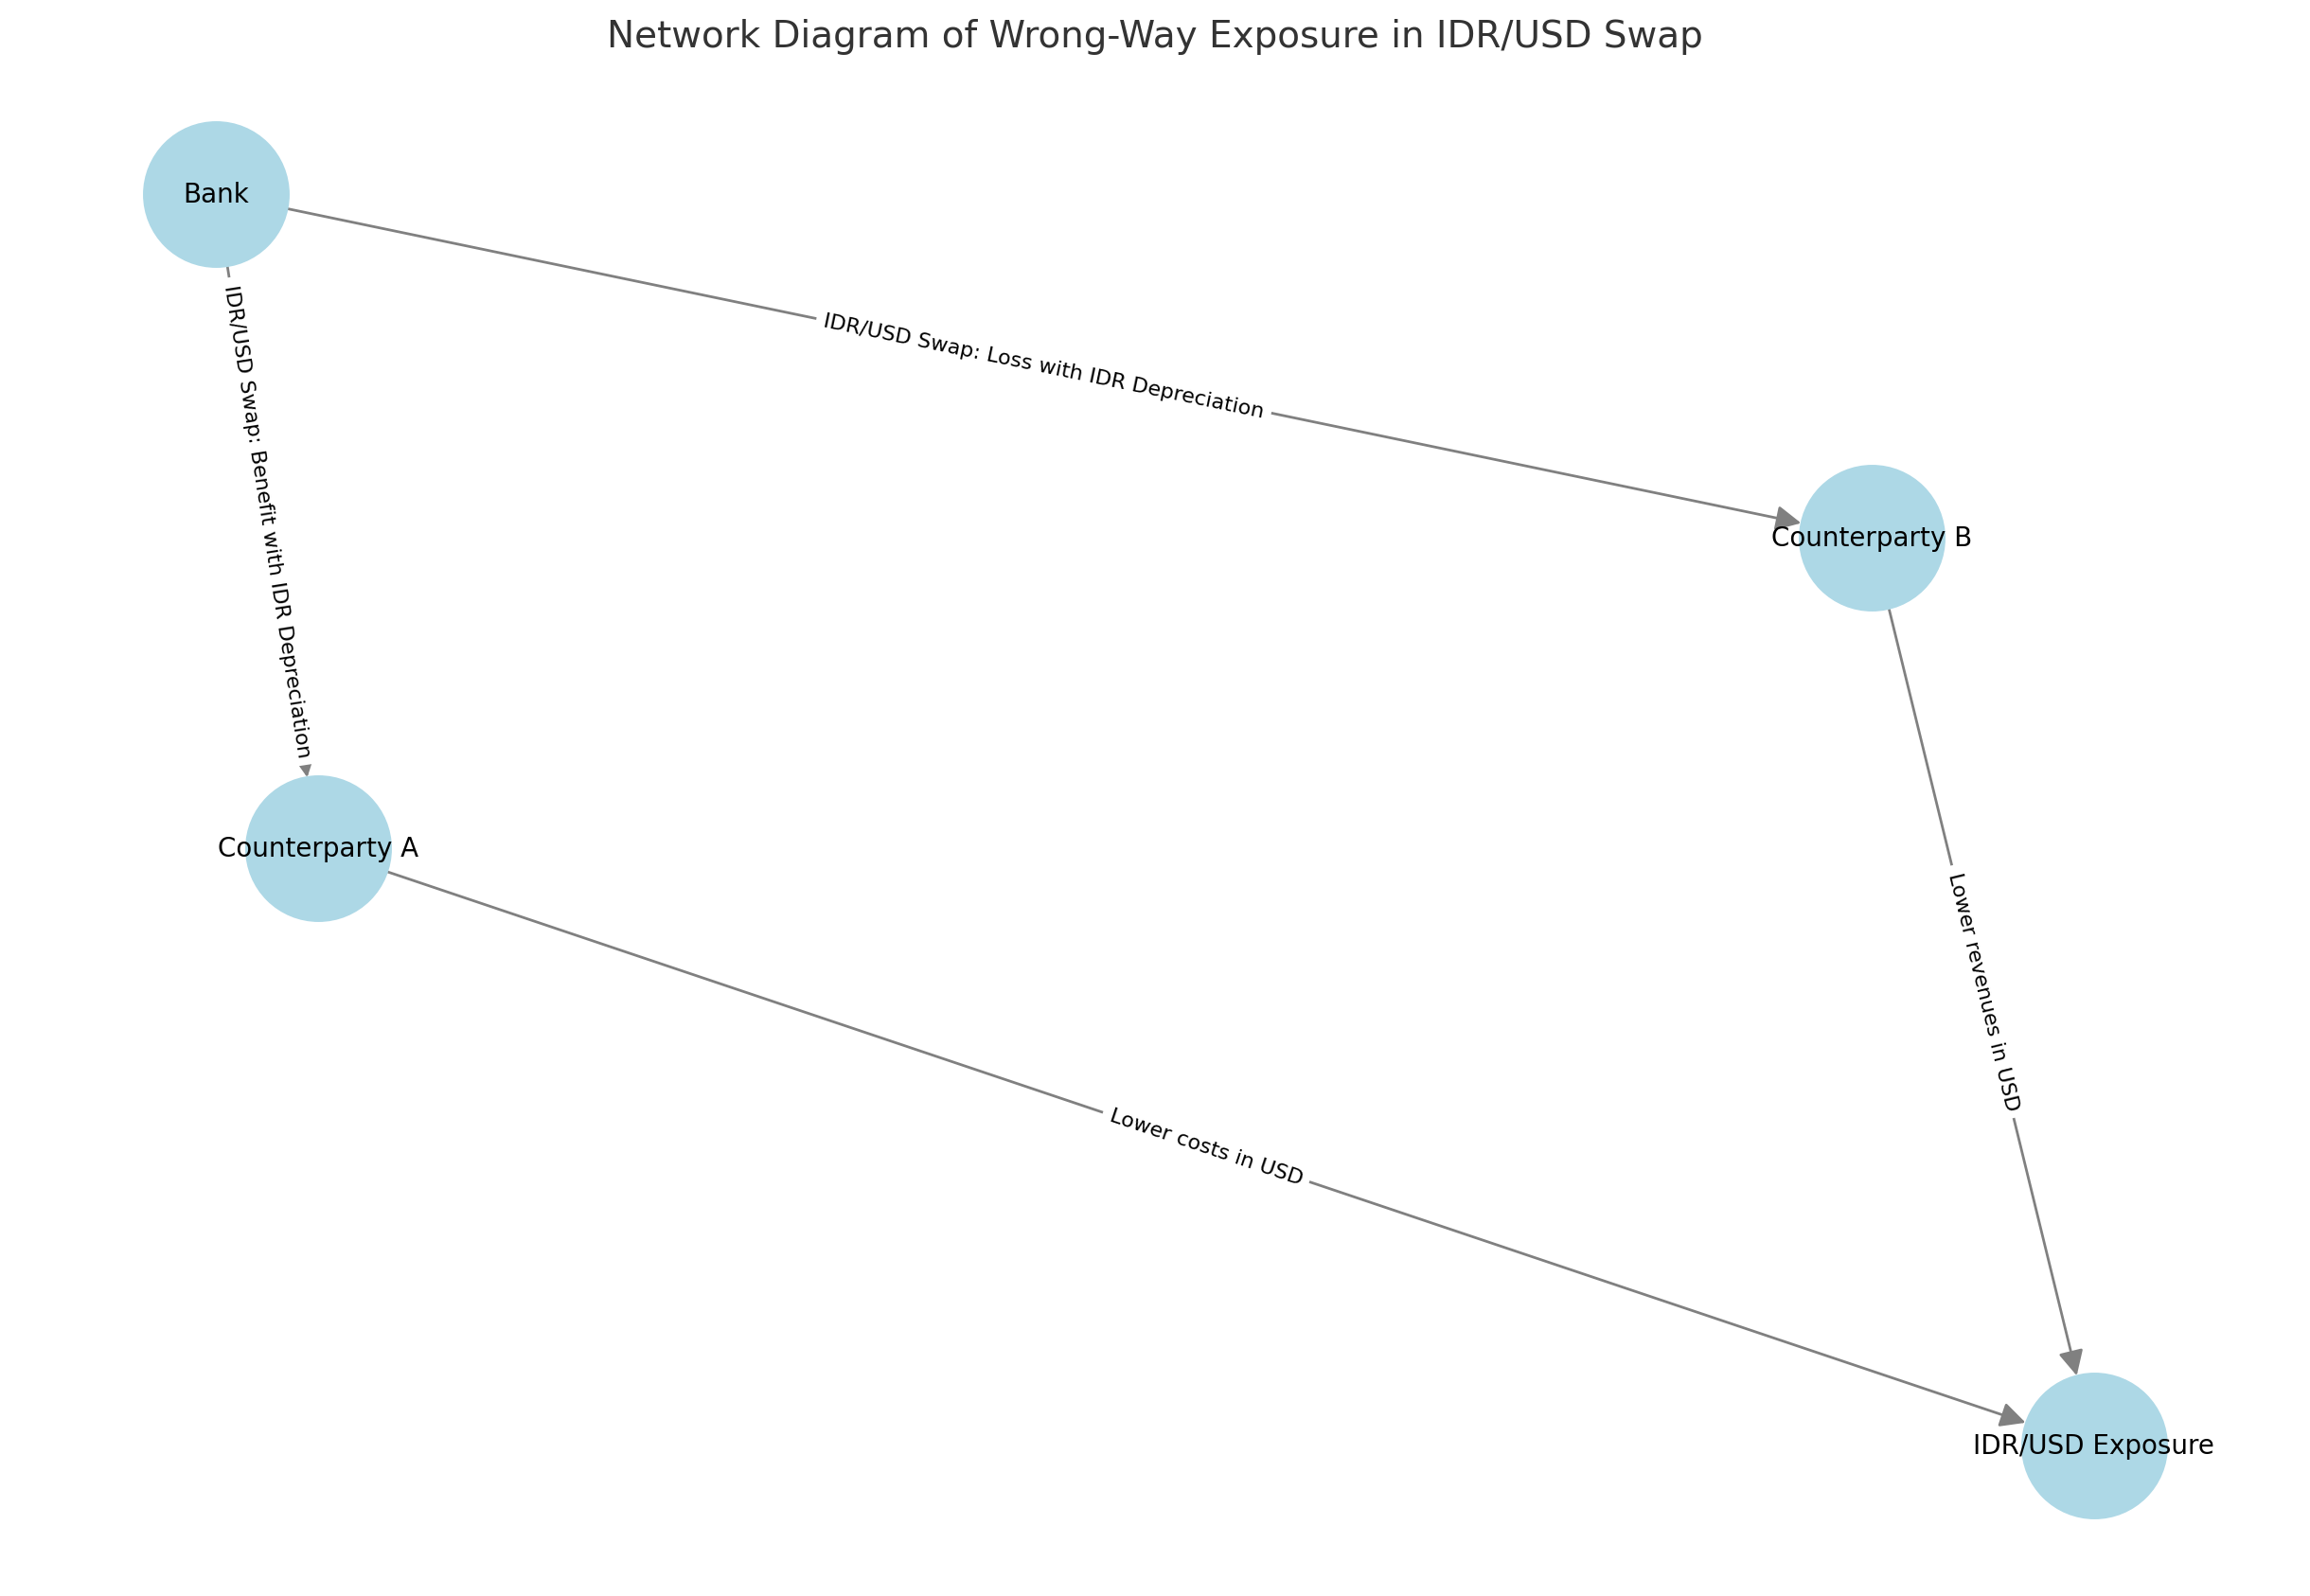 Network Diagram of Wrong-Way Exposure in IDR/USD Swap
Bank
IDR/USD Swap: Loss with IDR Depreciation
IDR/USD Swap: Benefit with IDR Depreciation
Counterparty B
Counterparty A
Lower revenues in USD
Lower costs in USD
IDR/USD Exposure